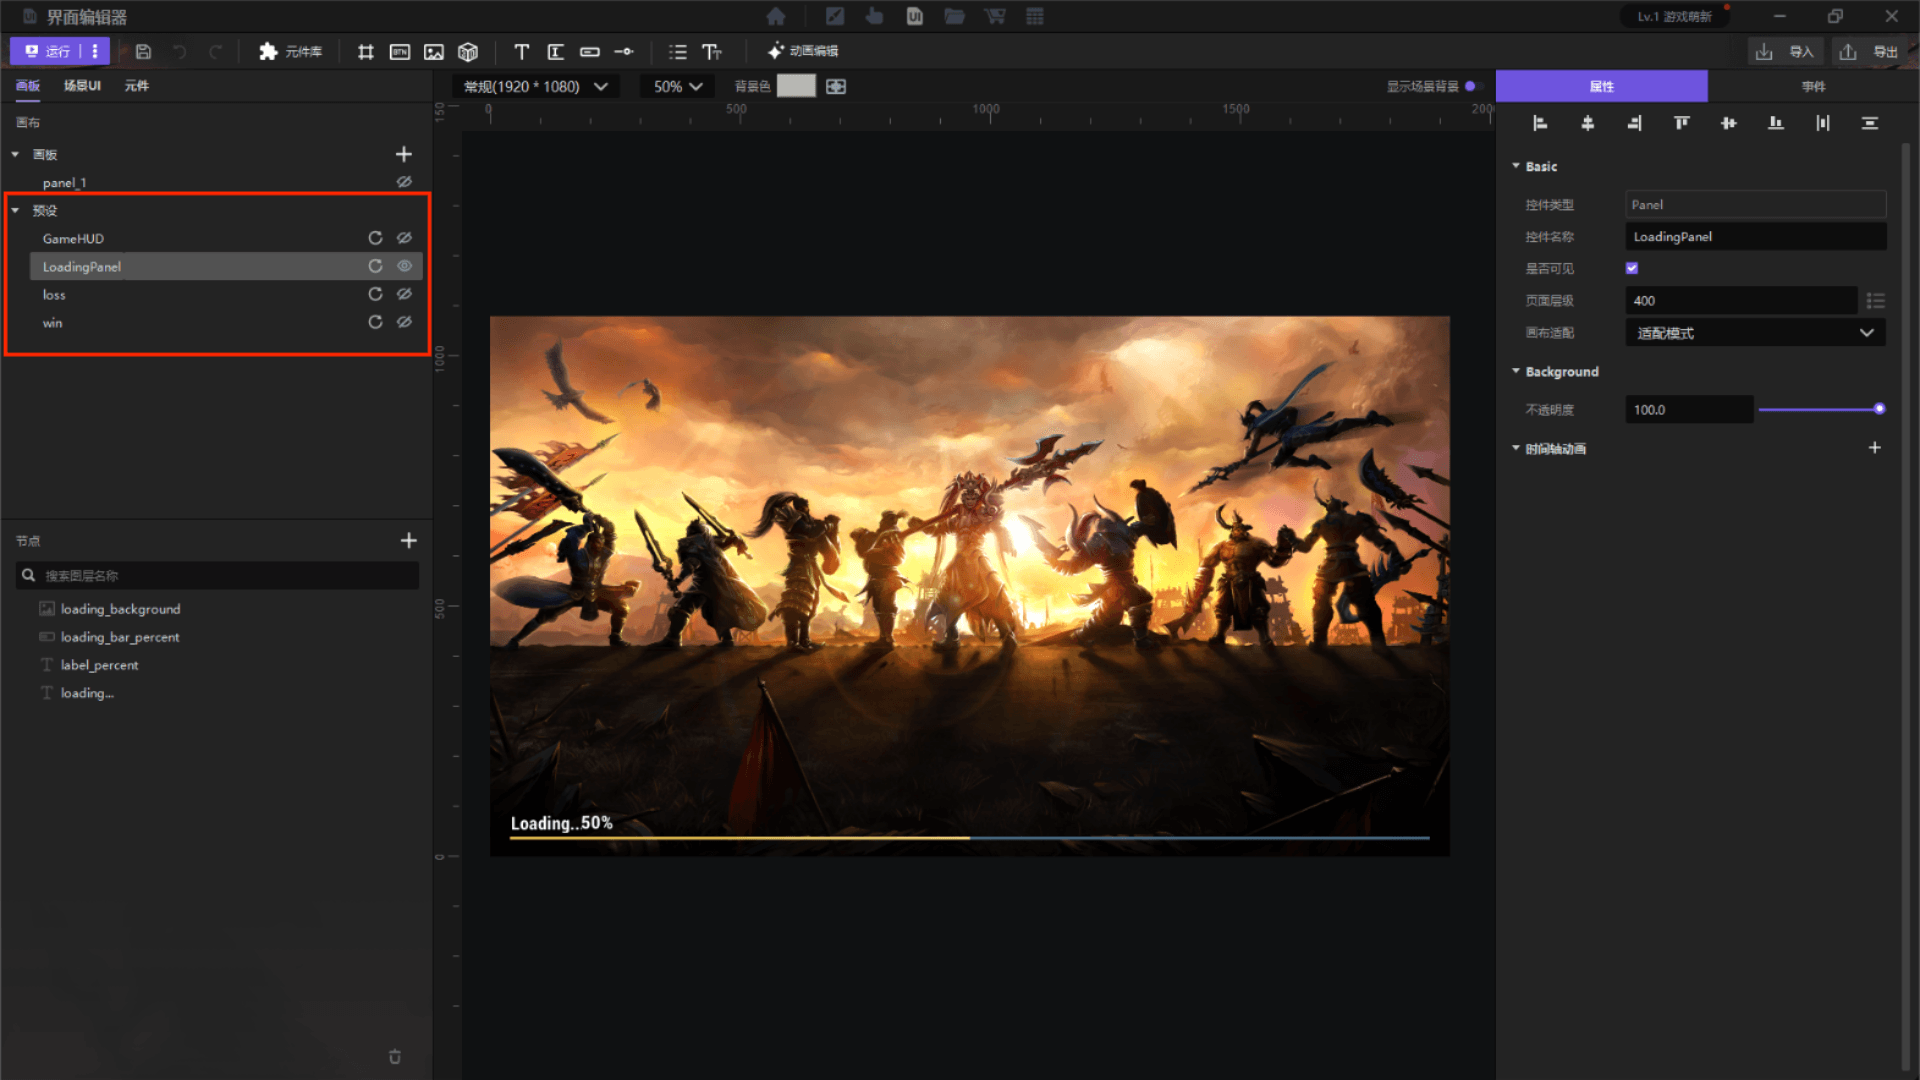 界面编辑器
Lv.1 游戏萌新
运行
元件库
BTN
动画编辑
导入
导出
画板 场景UI 元件
常规(1920 * 1080)
50%
背景色
显示场景背景
属性
事件
画布
画板
panel_1
预设
GameHUD
LoadingPanel
loss
win
节点
搜索图层名称
loading_background
loading_bar_percent
label_percent
loading...
0 500 1000 1500 2000
150
1000
500
0
Loading..50%
Basic
控件类型 Panel
控件名称 LoadingPanel
是否可见
页面层级 400
画布适配 适配模式
Background
不透明度 100.0
时间轴动画